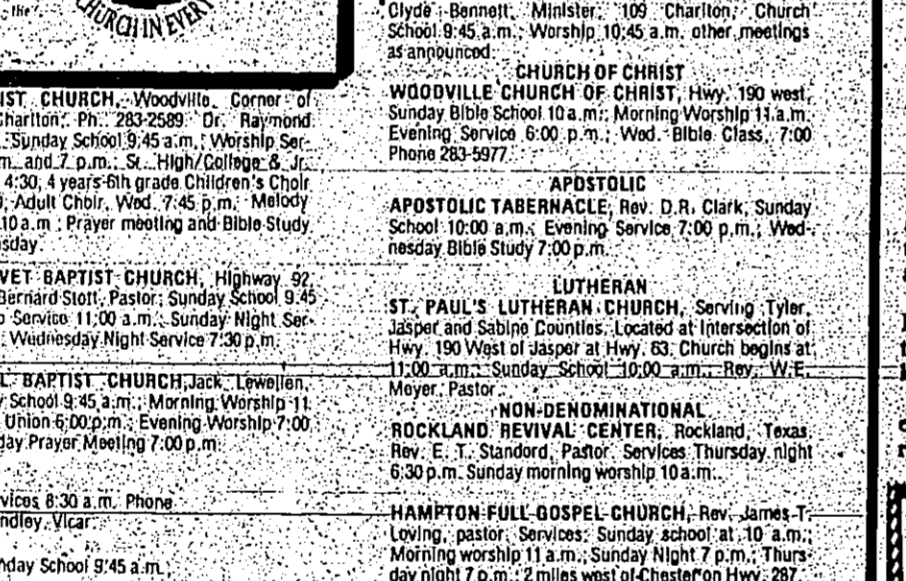 the
CHURCH IN EVERY
IST CHURCH, Woodville. Corner of
Charlton; Ph. 283-2589. Dr. Raymond
Sunday School 9:45 a.m.; Worship Ser-
m. and 7 p.m.; Sr. High/College & Jr.
4:30; 4 years-6th grade Children's Choir
Adult Choir, Wed. 7:45 p.m. Melody
10 a.m.; Prayer meeting and Bible Study
sday.
VET BAPTIST CHURCH, Highway 92,
Bernard Stott, Pastor; Sunday School 9:45
Service 11:00 a.m.; Sunday Night Ser-
Wednesday Night Service 7:30 p.m.
L BAPTIST CHURCH, Jack Lewellen,
School 9:45 a.m.; Morning Worship 11
Union 6:00 p.m.; Evening Worship 7:00
day Prayer Meeting 7:00 p.m.
vices 8:30 a.m. Phone
ndley, Vicar
nday School 9:45 a.m.;
Clyde Bennett, Minister; 109 Charlton; Church
School 9:45 a.m.; Worship 10:45 a.m. other meetings
as announced.
CHURCH OF CHRIST
WOODVILLE CHURCH OF CHRIST, Hwy. 190 west,
Sunday Bible School 10 a.m.; Morning Worship 11 a.m.
Evening Service 6:00 p.m.; Wed. Bible Class, 7:00
Phone 283-5977.
APOSTOLIC
APOSTOLIC TABERNACLE, Rev. D.R. Clark, Sunday
School 10:00 a.m.; Evening Service 7:00 p.m.; Wed-
nesday Bible Study 7:00 p.m.
LUTHERAN
ST. PAUL'S LUTHERAN CHURCH, Serving Tyler,
Jasper and Sabine Counties. Located at Intersection of
Hwy. 190 West of Jasper at Hwy. 63. Church begins at
11:00 a.m.; Sunday School 10:00 a.m.; Rev. W.E.
Meyer, Pastor.
NON-DENOMINATIONAL
ROCKLAND REVIVAL CENTER, Rockland, Texas.
Rev. E. T. Standord, Pastor. Services Thursday night
6:30 p.m. Sunday morning worship 10 a.m.
HAMPTON FULL GOSPEL CHURCH, Rev. James T.
Loving, pastor, Services: Sunday school at 10 a.m.;
Morning worship 11 a.m.; Sunday Night 7 p.m.; Thurs-
day night 7 p.m.; 2 miles west of Chester on Hwy. 287.